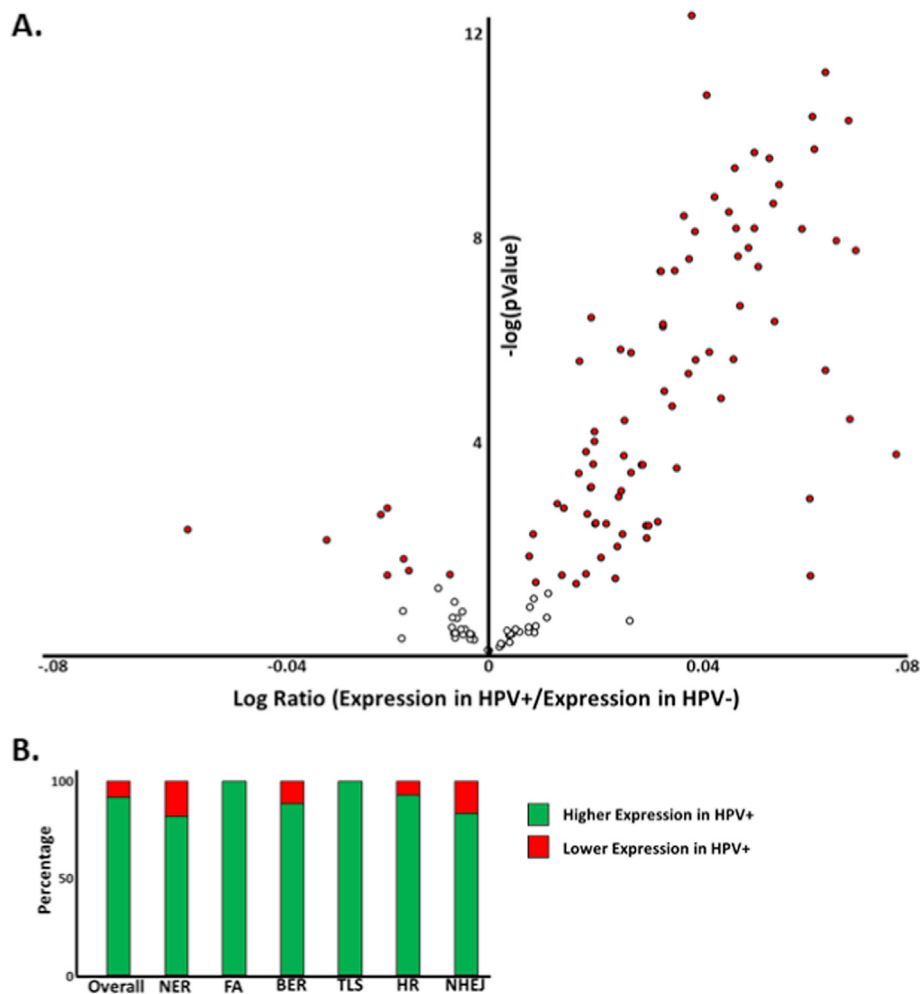 A.
12
8
-log(pValue)
4
-.08 -0.04 0 0.04 .08
Log Ratio (Expression in HPV+/Expression in HPV-)
B.
100
Percentage
50
0
Higher Expression in HPV+
Lower Expression in HPV+
Overall NER FA BER TLS HR NHEJ